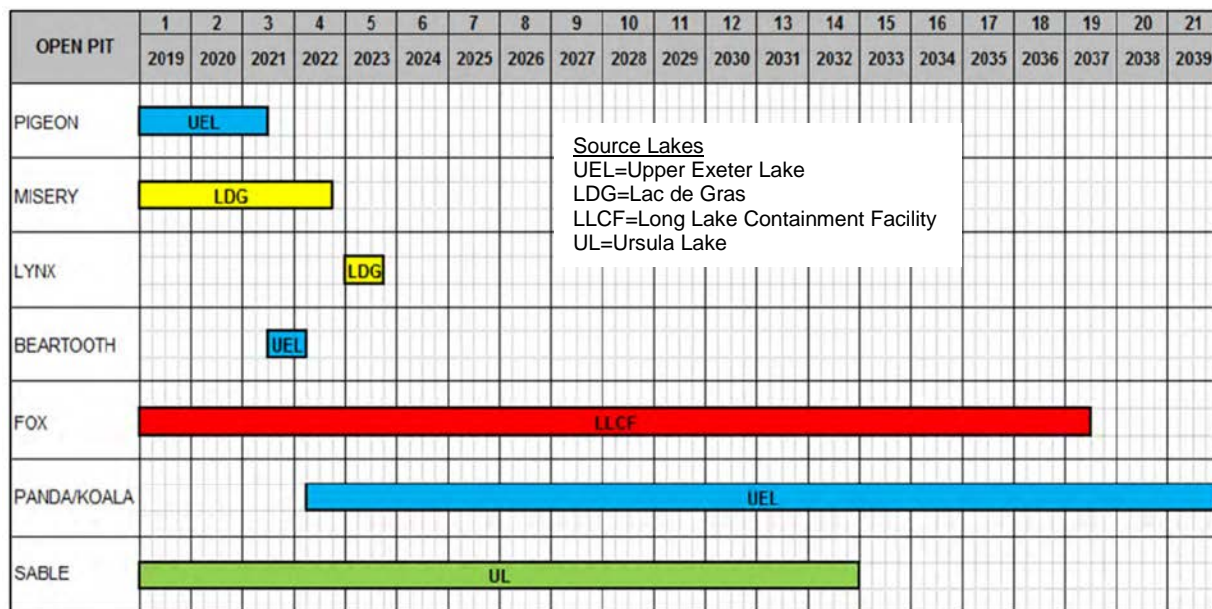 OPEN PIT
1 2 3 4 5 6 7 8 9 10 11 12 13 14 15 16 17 18 19 20 21
2019 2020 2021 2022 2023 2024 2025 2026 2027 2028 2029 2030 2031 2032 2033 2034 2035 2036 2037 2038 2039
PIGEON UEL
Source Lakes
UEL=Upper Exeter Lake
LDG=Lac de Gras
LLCF=Long Lake Containment Facility
UL=Ursula Lake
MISERY LDG
LYNX LDG
BEARTOOTH UEL
FOX LLCF
PANDA/KOALA UEL
SABLE UL